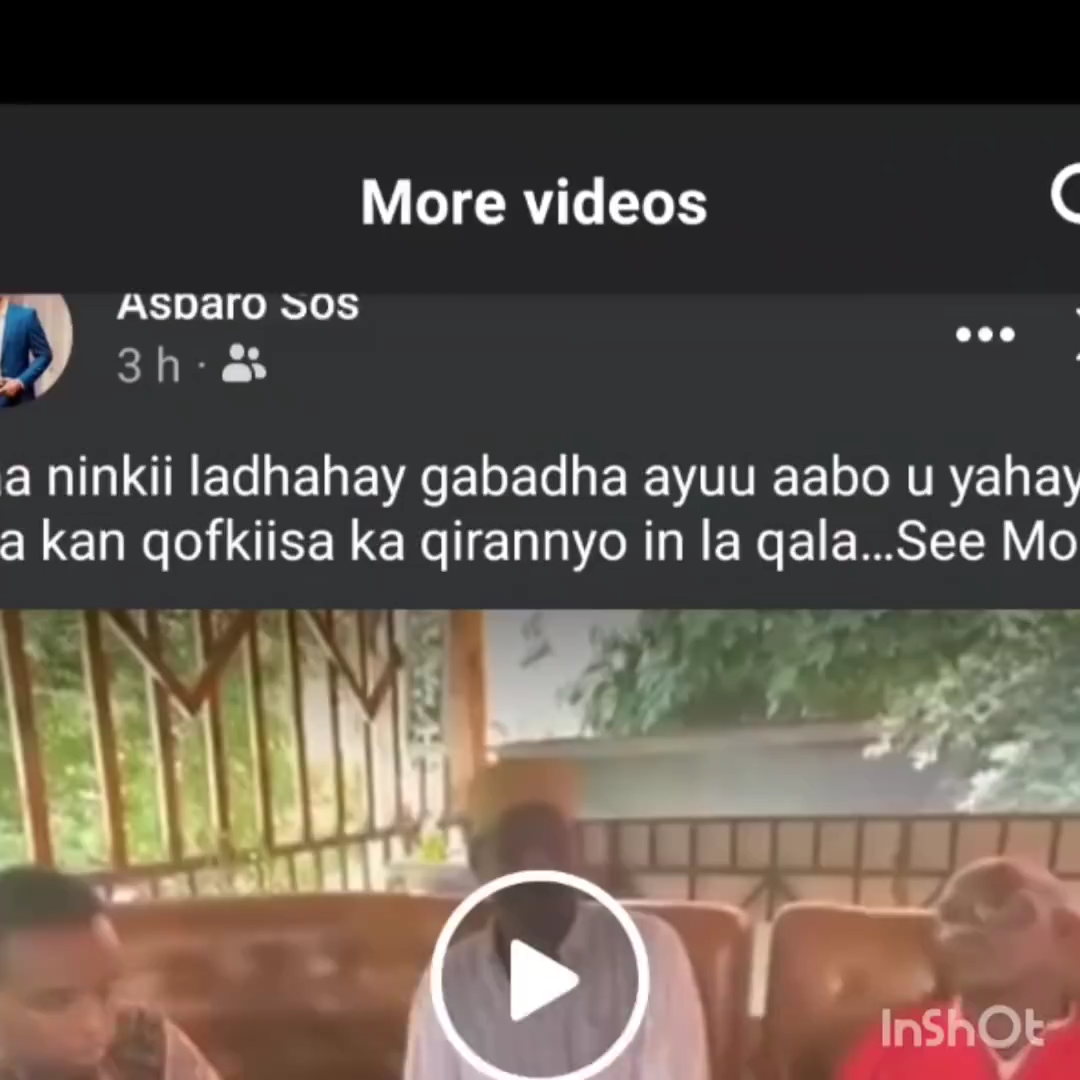 More videos
Asbaro Sos
3 h ·
ninkii ladhahay gabadha ayuu aabo u yahay
kan qofkiisa ka qirannyo in la qala...See
InShOt